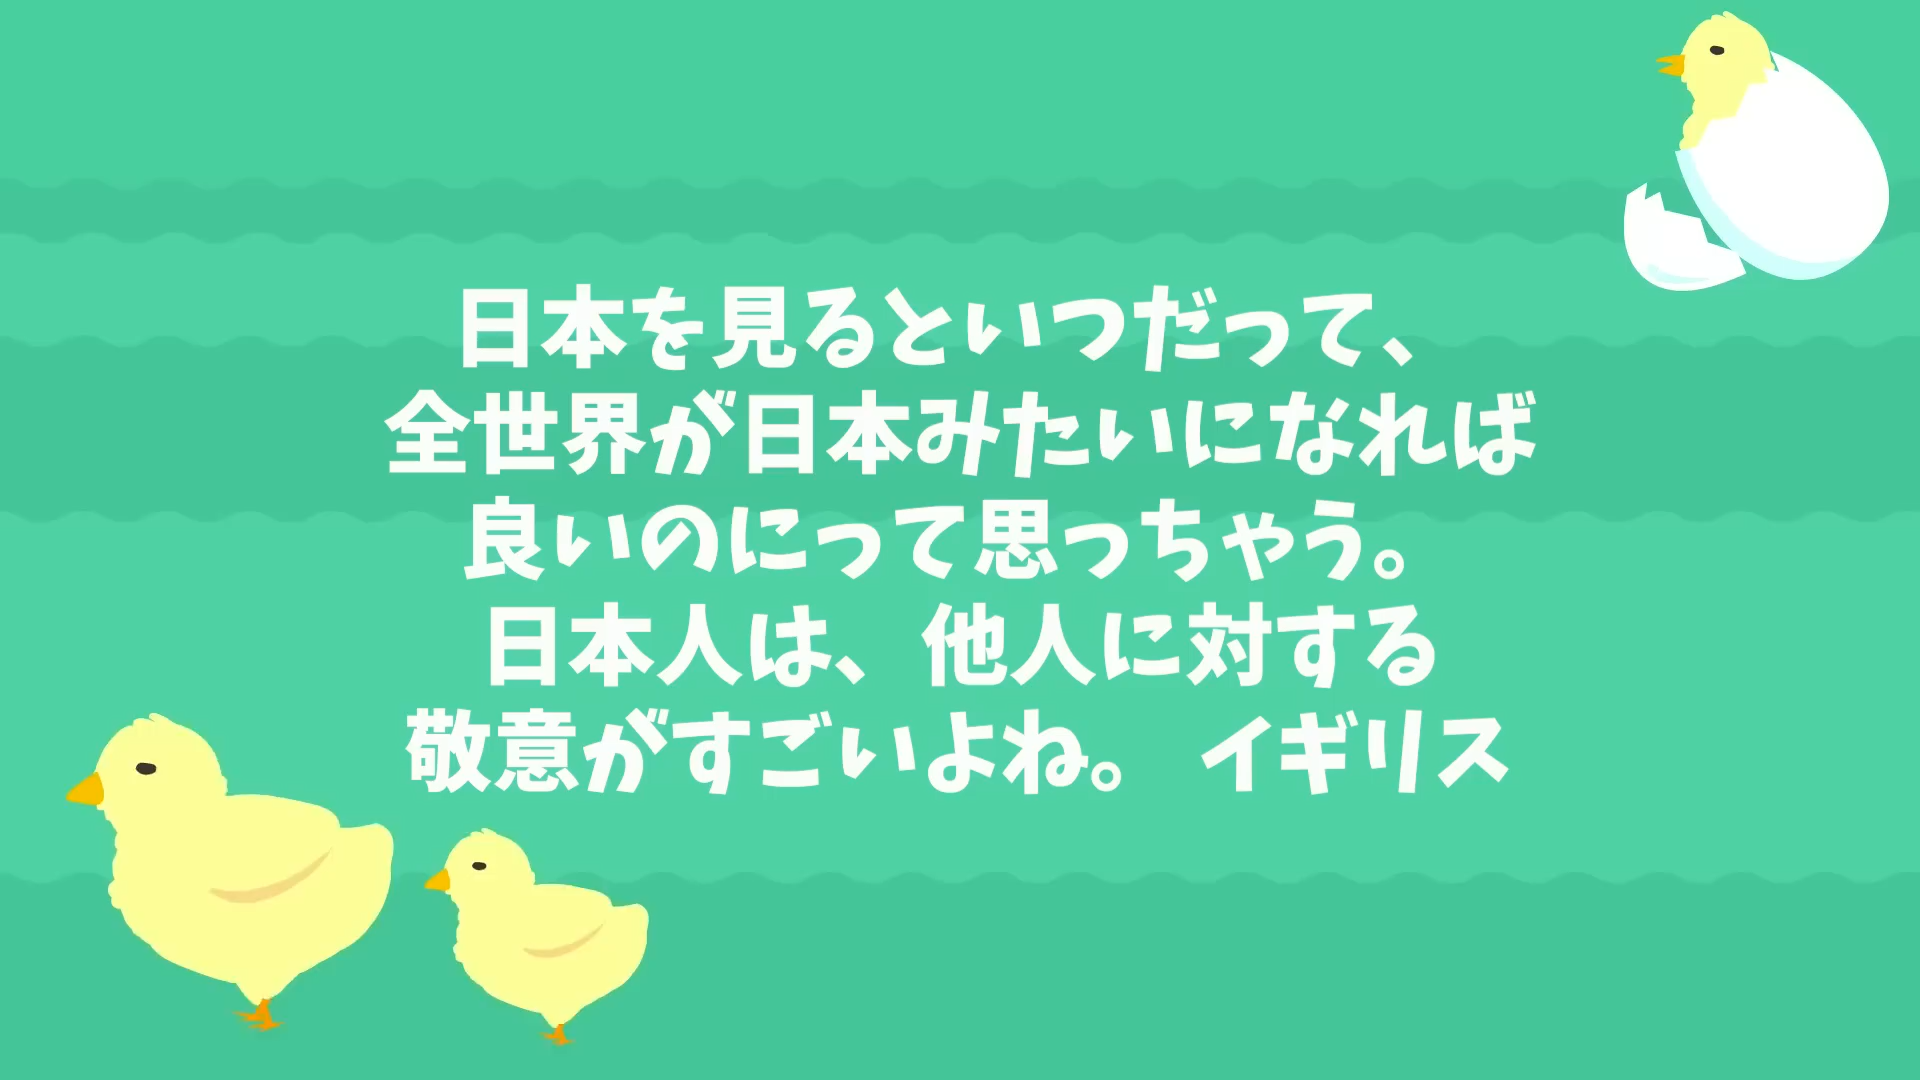 日本を見るといつだって、
全世界が日本みたいになれば
良いのにって思っちゃう。
日本人は、他人に対する
敬意がすごいよね。 イギリス